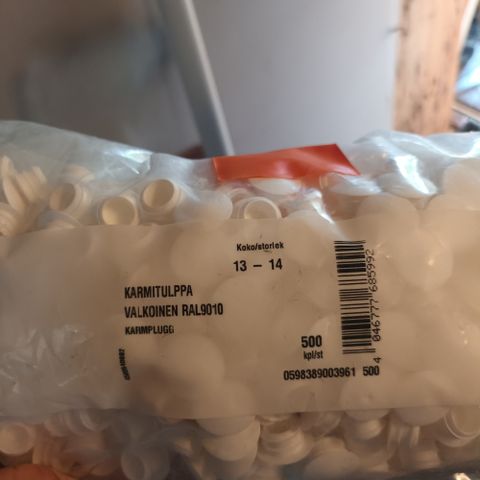 Koko/storlek
13 - 14
KARMITULPPA
VALKOINEN RAL9010
KARMPLUGG
500
kpl/st
0598389003961 500
4 046777 685992